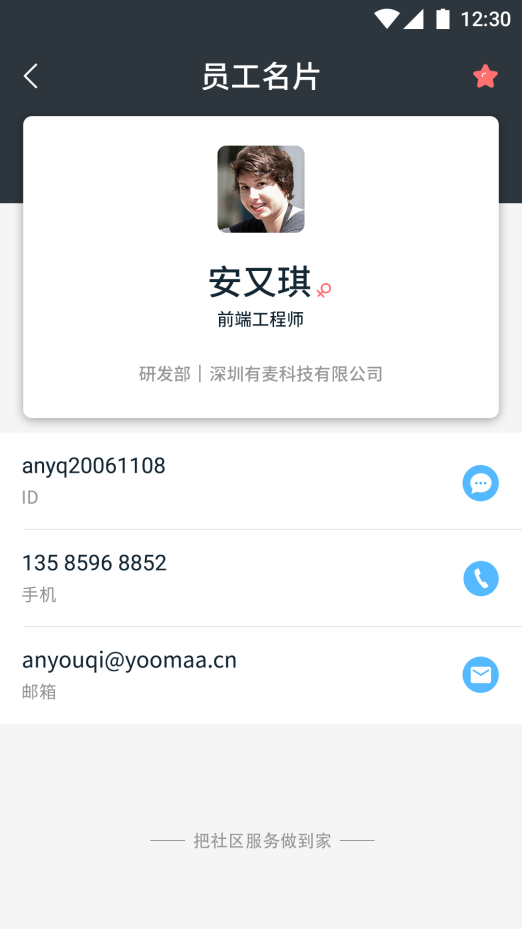 12:30
员工名片
安又琪
前端工程师
研发部｜深圳有麦科技有限公司
anyq20061108
ID
135 8596 8852
手机
anyouqi@yoomaa.cn
邮箱
把社区服务做到家